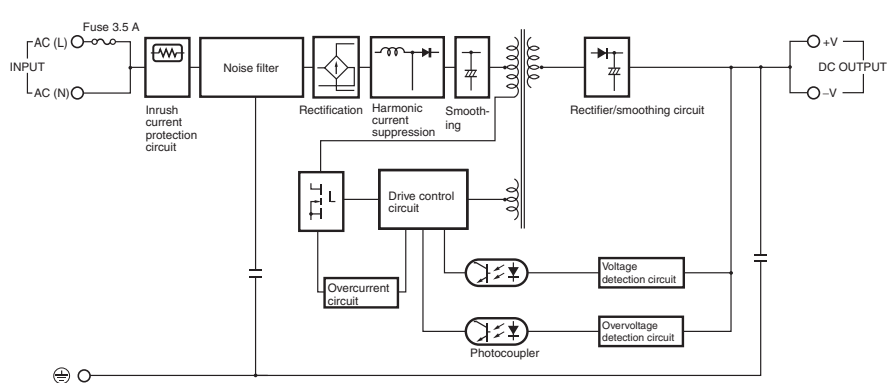 Fuse 3.5 A
AC (L)
INPUT
AC (N)
Inrush
current
protection
circuit
Noise filter
Rectification
Harmonic
current
suppression
Smooth-
ing
Rectifier/smoothing circuit
+V
DC OUTPUT
−V
Drive control
circuit
Overcurrent
circuit
Voltage
detection circuit
Overvoltage
detection circuit
Photocoupler